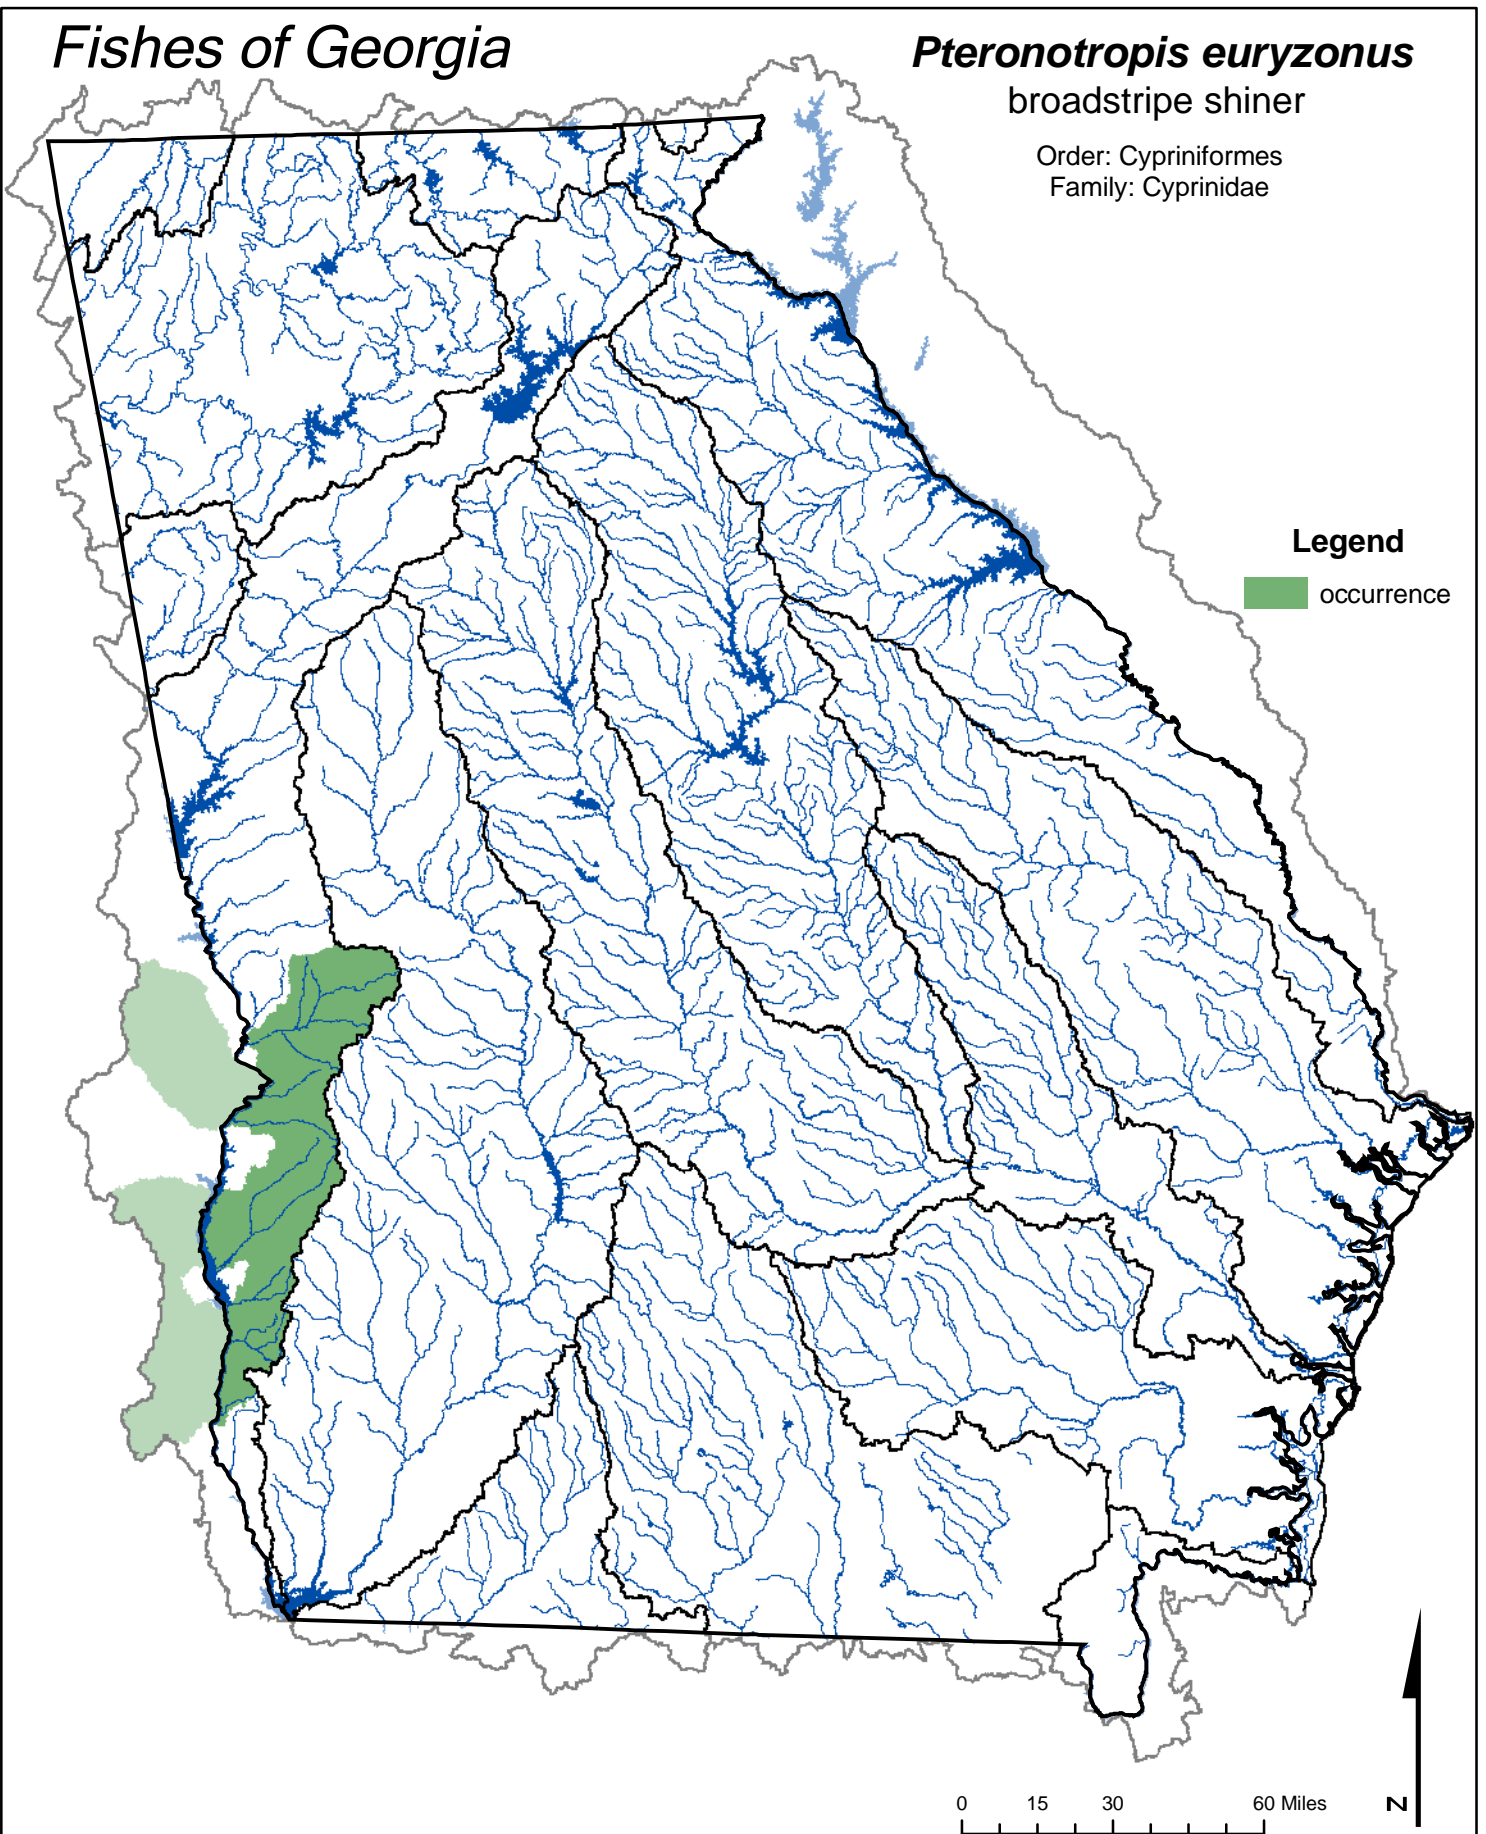 Fishes of Georgia
Pteronotropis euryzonus
broadstripe shiner
Order: Cypriniformes
Family: Cyprinidae
Legend
occurrence
0 15 30 60 Miles
N